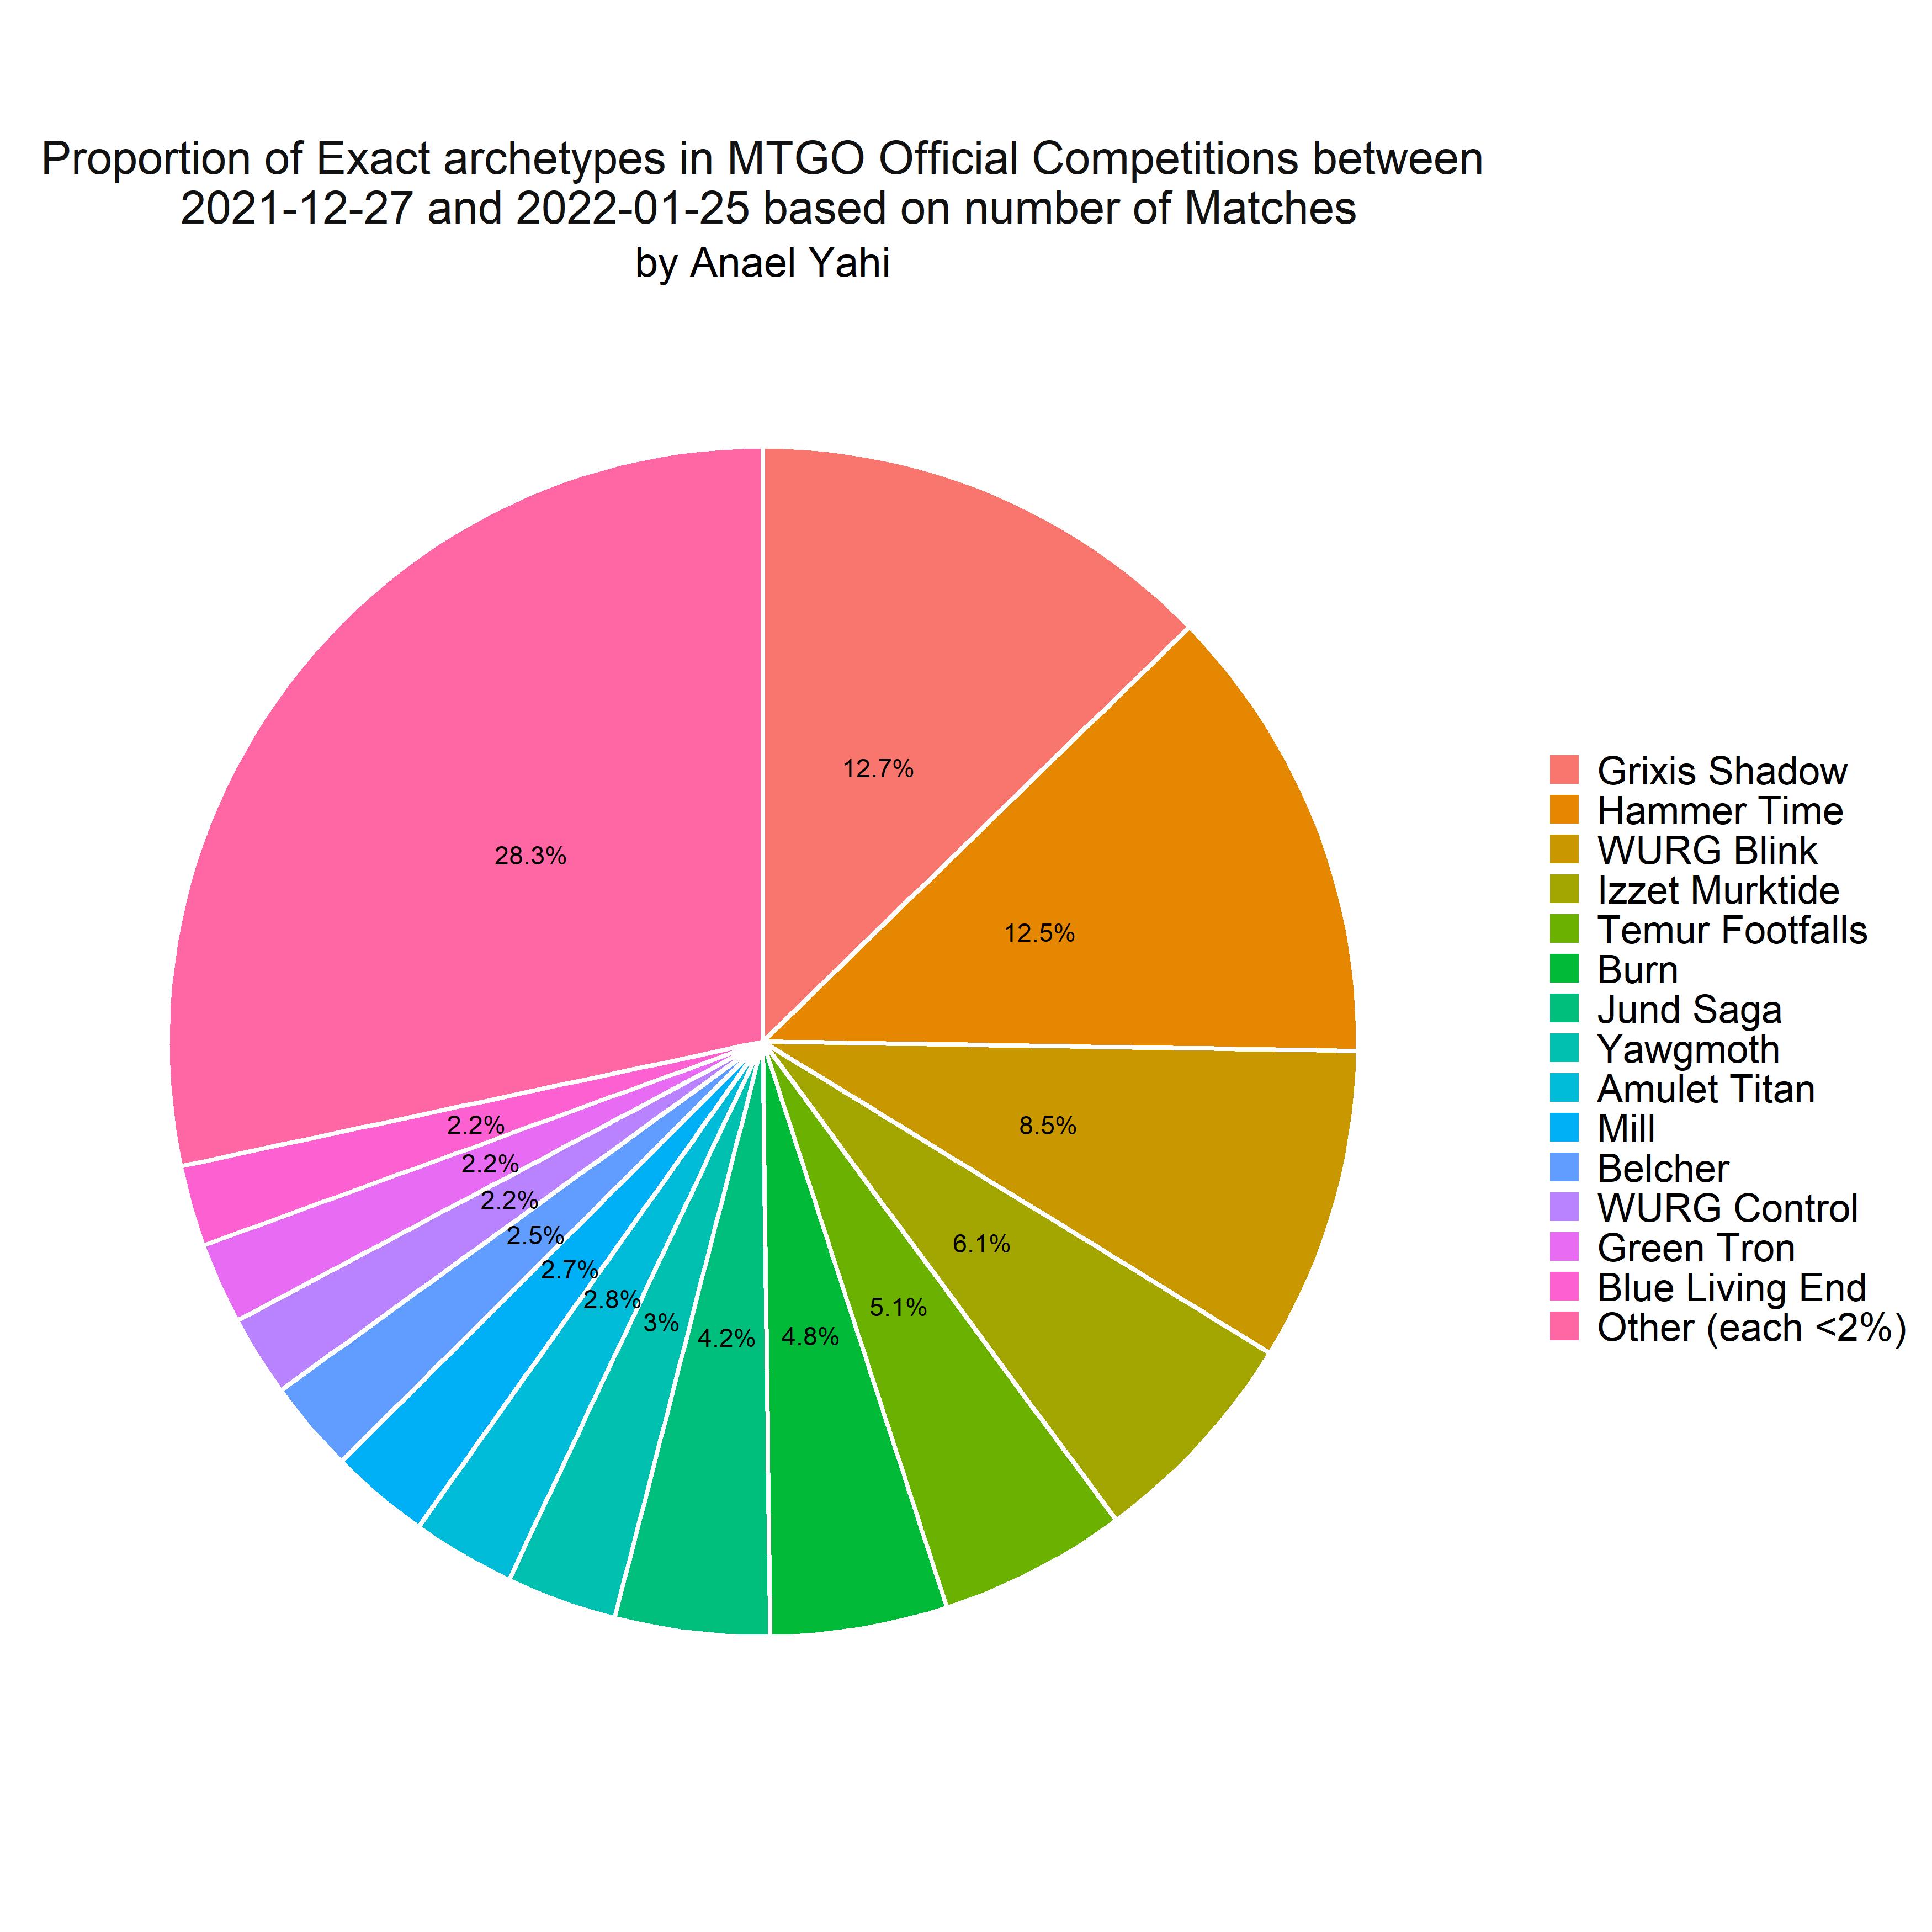 Proportion of Exact archetypes in MTGO Official Competitions between
2021-12-27 and 2022-01-25 based on number of Matches
by Anael Yahi
12.7%
28.3%
12.5%
8.5%
2.2%
2.2%
2.2%
2.5%
6.1%
2.7%
2.8%
5.1%
3%
4.2%
4.8%
Grixis Shadow
Hammer Time
WURG Blink
Izzet Murktide
Temur Footfalls
Burn
Jund Saga
Yawgmoth
Amulet Titan
Mill
Belcher
WURG Control
Green Tron
Blue Living End
Other (each <2%)